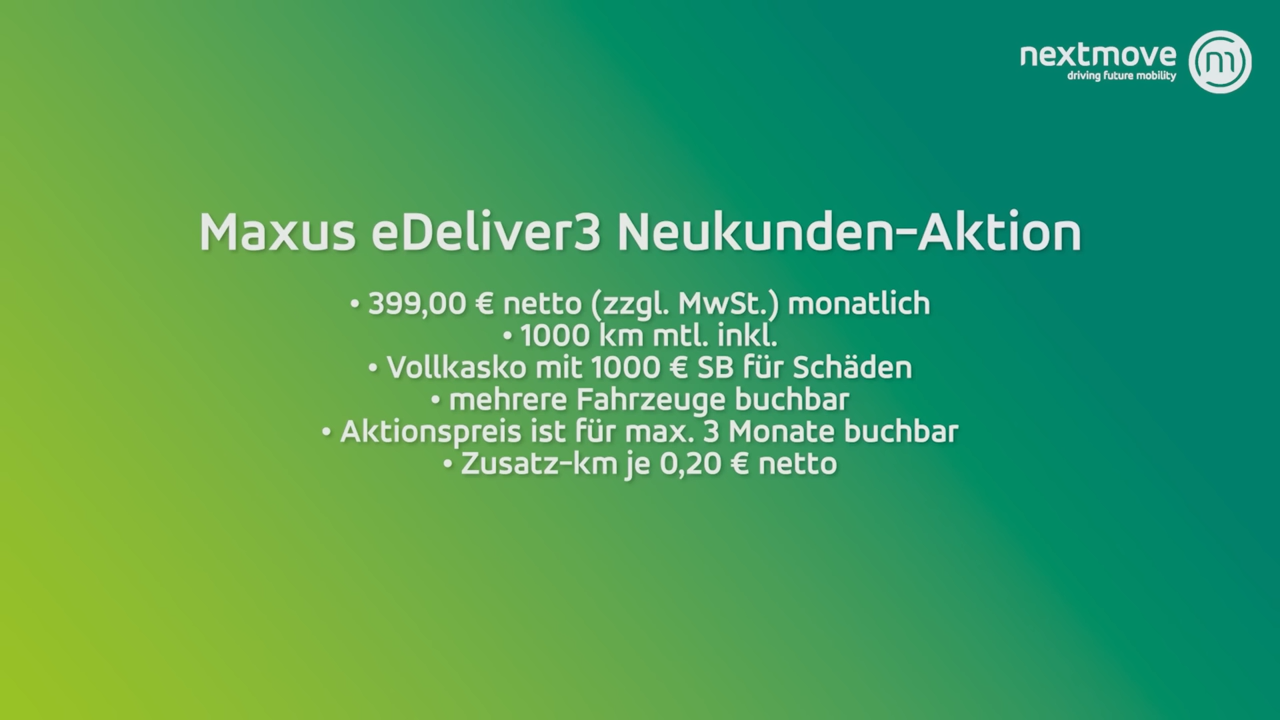 nextmove
driving future mobility
Maxus eDeliver3 Neukunden-Aktion
• 399,00 € netto (zzgl. MwSt.) monatlich
• 1000 km mtl. inkl.
• Vollkasko mit 1000 € SB für Schäden
• mehrere Fahrzeuge buchbar
• Aktionspreis ist für max. 3 Monate buchbar
• Zusatz-km je 0,20 € netto